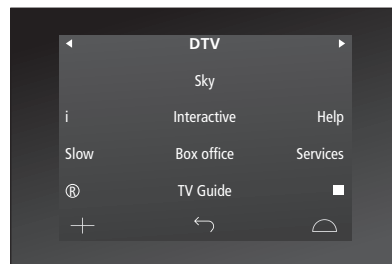 DTV
Sky
i Interactive Help
Slow Box office Services
® TV Guide